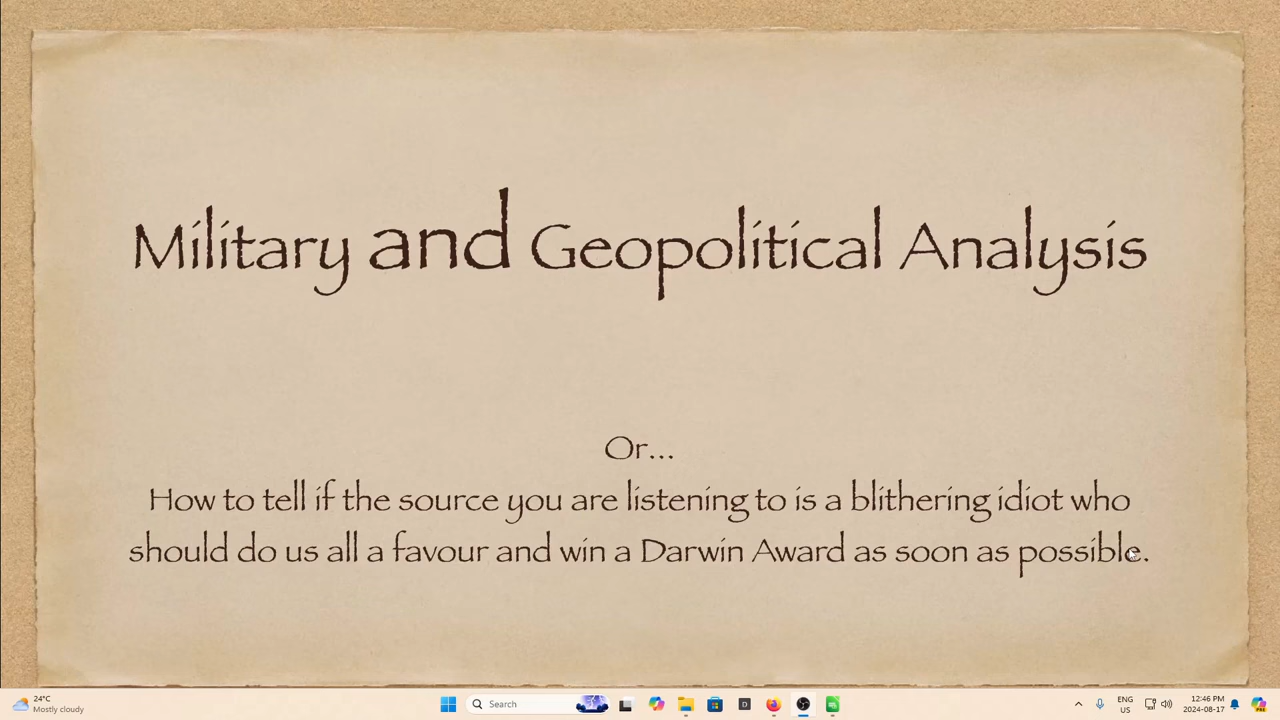 Military and Geopolitical Analysis
Or...
How to tell if the source you are listening to is a blithering idiot who
should do us all a favour and win a Darwin Award as soon as possible.
24°C
Mostly cloudy
Search
D
ENG
US
12:46 PM
2024-08-17